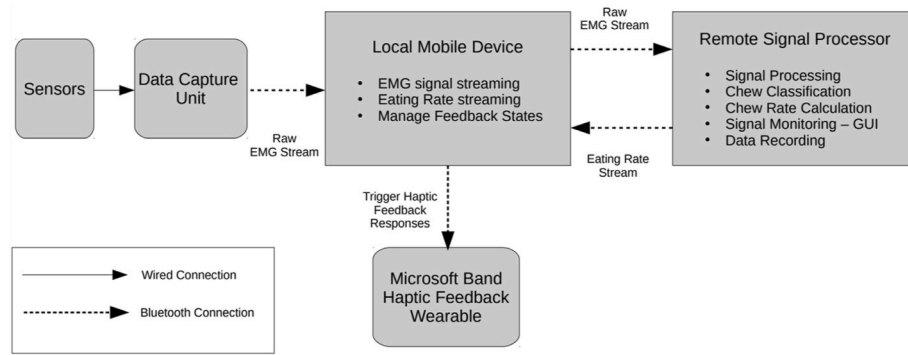 Sensors
Data Capture
Unit
Raw
EMG Stream
Local Mobile Device
• EMG signal streaming
• Eating Rate streaming
• Manage Feedback States
Raw
EMG Stream
Eating Rate
Stream
Remote Signal Processor
• Signal Processing
• Chew Classification
• Chew Rate Calculation
• Signal Monitoring – GUI
• Data Recording
Trigger Haptic
Feedback
Responses
Microsoft Band
Haptic Feedback
Wearable
Wired Connection
Bluetooth Connection